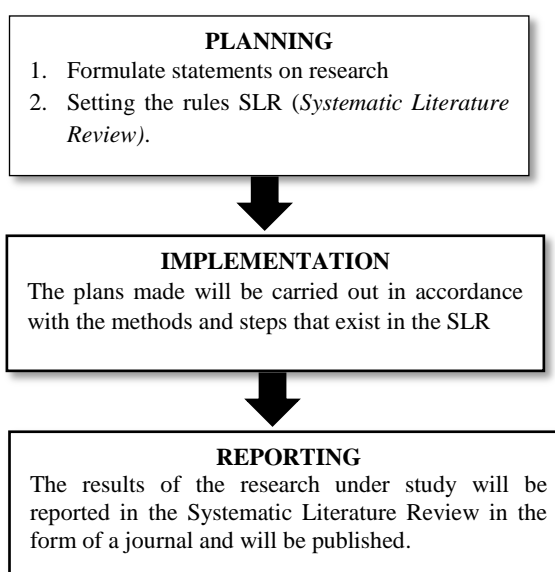 PLANNING
1. Formulate statements on research
2. Setting the rules SLR (Systematic Literature
Review).
IMPLEMENTATION
The plans made will be carried out in accordance
with the methods and steps that exist in the SLR
REPORTING
The results of the research under study will be
reported in the Systematic Literature Review in the
form of a journal and will be published.